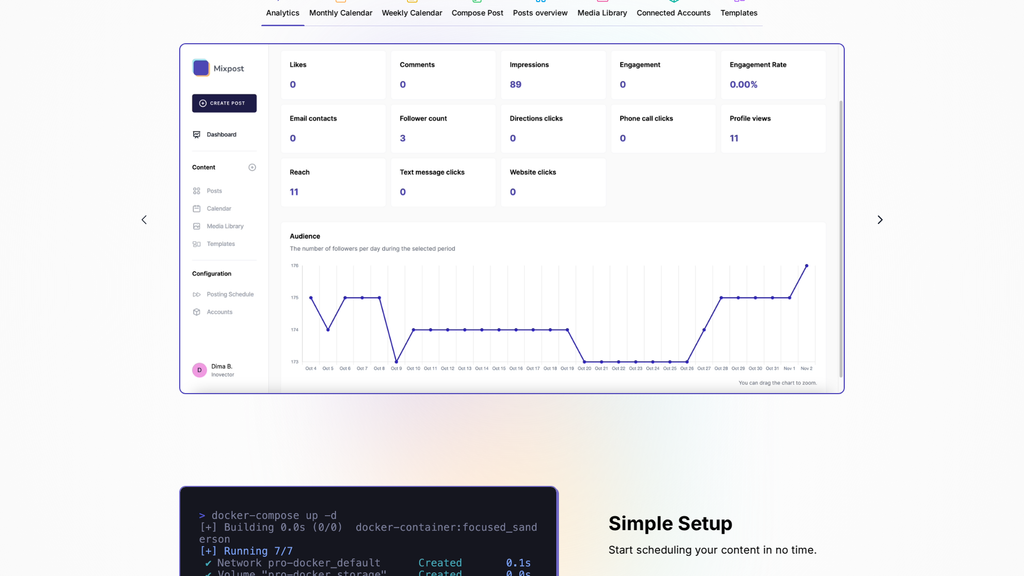 Analytics Monthly Calendar Weekly Calendar Compose Post Posts overview Media Library Connected Accounts Templates
Mixpost
CREATE POST
Dashboard
Content
Posts
Calendar
Media Library
Templates
Configuration
Posting Schedule
Accounts
D
Dima B.
Inovector
Likes
0
Comments
0
Impressions
89
Engagement
0
Engagement Rate
0.00%
Email contacts
0
Follower count
3
Directions clicks
0
Phone call clicks
0
Profile views
11
Reach
11
Text message clicks
0
Website clicks
0
Audience
The number of followers per day during the selected period
176
175
174
173
Oct 4 Oct 5 Oct 6 Oct 7 Oct 8 Oct 9 Oct 10 Oct 11 Oct 12 Oct 13 Oct 14 Oct 15 Oct 16 Oct 17 Oct 18 Oct 19 Oct 20 Oct 21 Oct 22 Oct 23 Oct 24 Oct 25 Oct 26 Oct 27 Oct 28 Oct 29 Oct 30 Oct 31 Nov 1 Nov 2
You can drag the chart to zoom.
> docker-compose up -d
[+] Building 0.0s (0/0) docker-container:focused_sand
erson
[+] Running 7/7
✔ Network pro-docker_default Created 0.1s
✔ Volume "pro-docker_storage" Created 0.0s
Simple Setup
Start scheduling your content in no time.